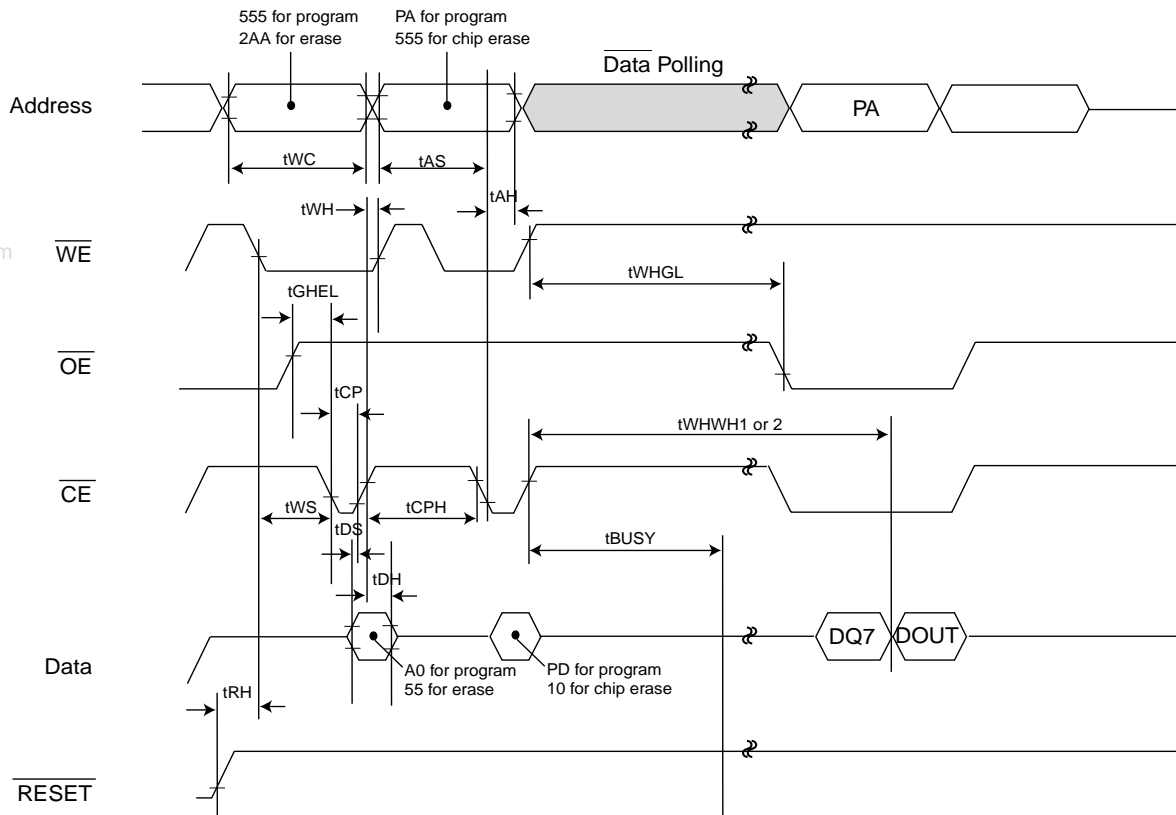 555 for program
2AA for erase
PA for program
555 for chip erase
Data Polling
Address
PA
tWC
tAS
tAH
tWH
m
WE
tWHGL
tGHEL
OE
tCP
tWHWH1 or 2
CE
tWS
tCPH
tDS
tBUSY
tDH
DQ7
DOUT
Data
A0 for program
55 for erase
PD for program
10 for chip erase
tRH
RESET